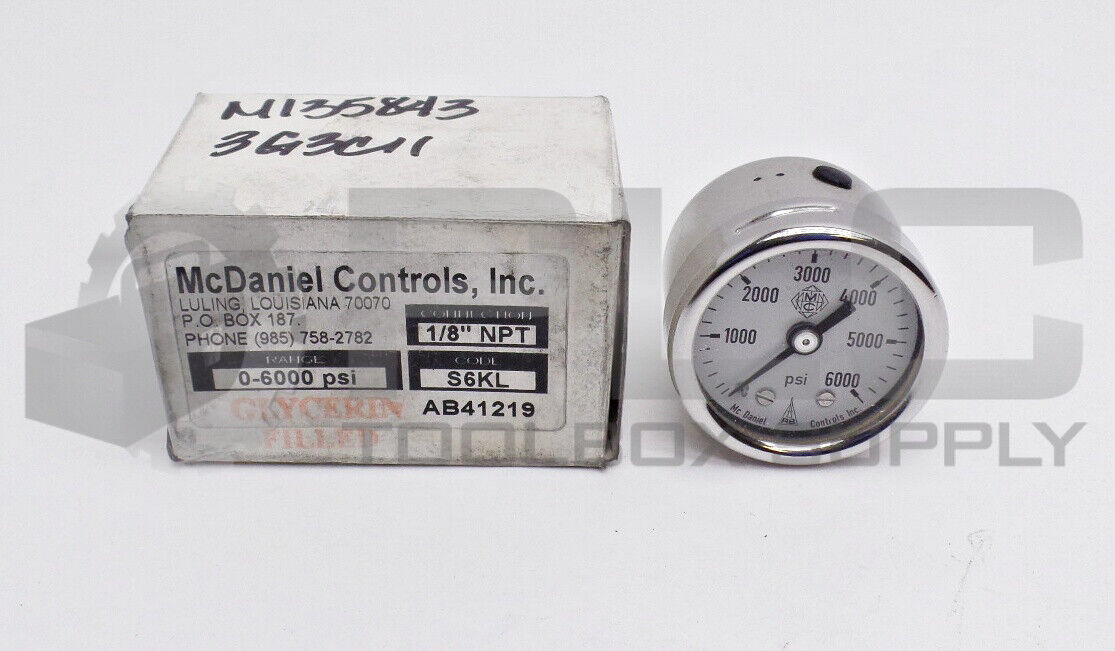 M135843
3G3C11
McDaniel Controls, Inc.
LULING, LOUISIANA 70070
P.O. BOX 187.
PHONE (985) 758-2782
CONNECTION
1/8" NPT
RANGE
0-6000 psi
CODE
S6KL
GLYCERIN
FILLED
AB41219
1000
2000
3000
4000
5000
6000
MC
psi
Mc Daniel
Controls Inc
PLC
TOOLBOX SUPPLY